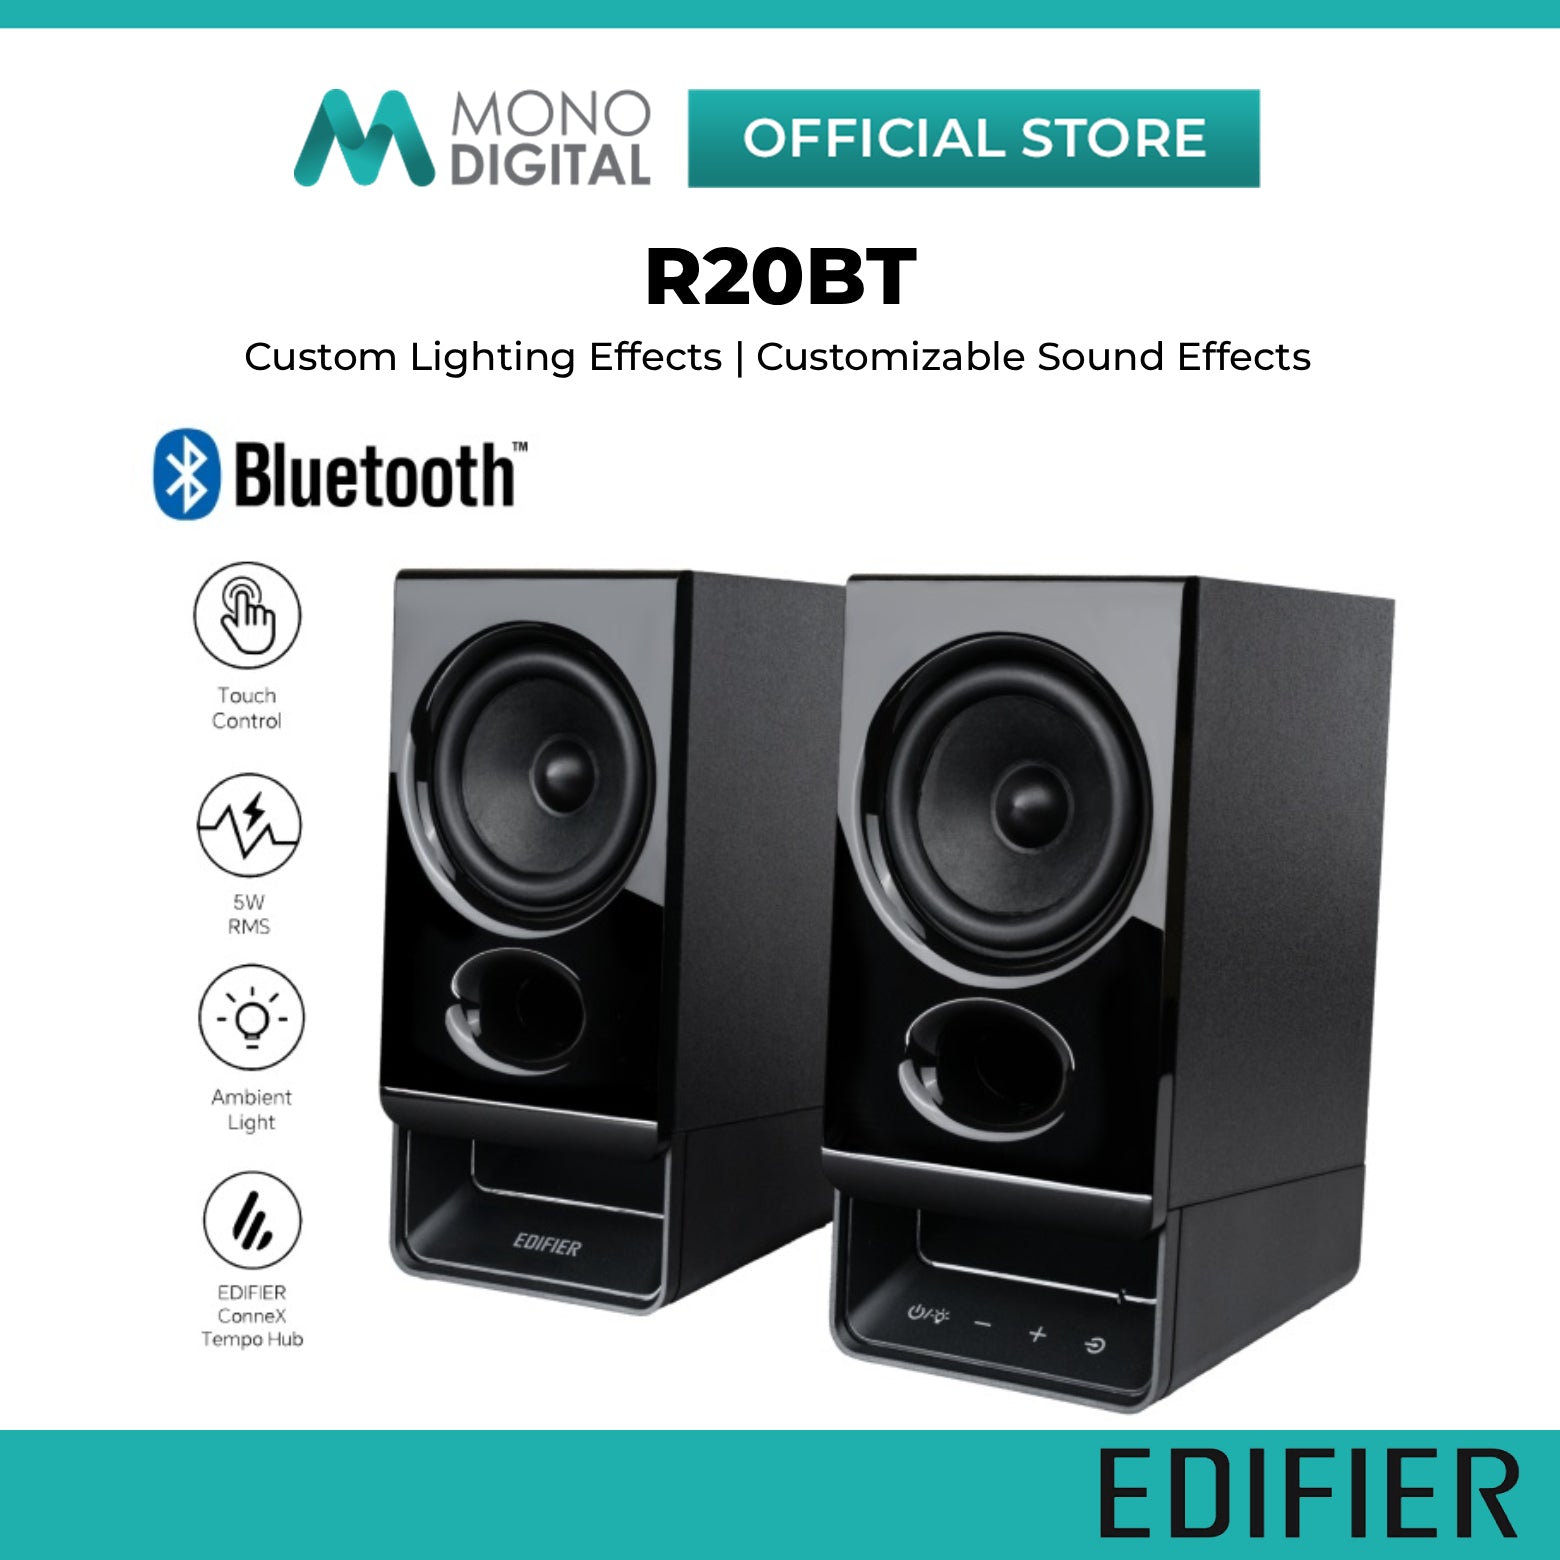 MONO
DIGITAL
OFFICIAL STORE
R20BT
Custom Lighting Effects | Customizable Sound Effects
Bluetooth™
Touch
Control
5W
RMS
Ambient
Light
EDIFIER
ConneX
Tempo Hub
EDIFIER
EDIFIER